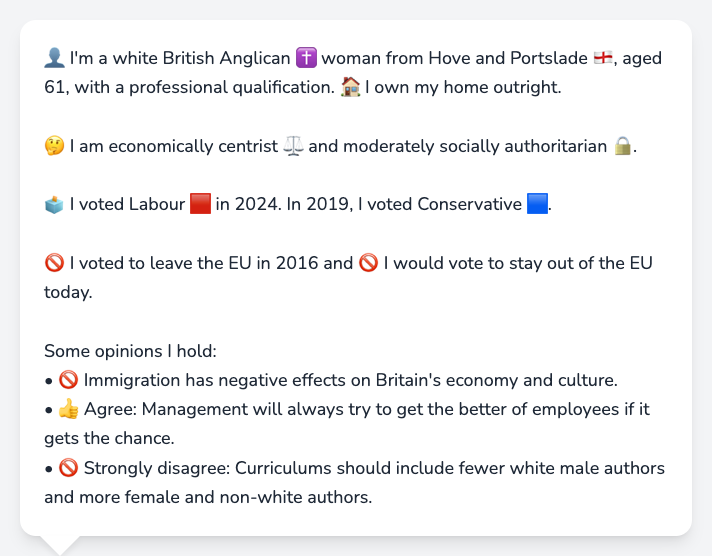 👤 I'm a white British Anglican ✝️ woman from Hove and Portslade 🏴󠁧󠁢󠁥󠁮󠁧󠁿, aged
61, with a professional qualification. 🏠 I own my home outright.
🤔 I am economically centrist ⚖️ and moderately socially authoritarian 🔒.
🗳️ I voted Labour 🟥 in 2024. In 2019, I voted Conservative 🟦.
🚫 I voted to leave the EU in 2016 and 🚫 I would vote to stay out of the EU
today.
Some opinions I hold:
• 🚫 Immigration has negative effects on Britain's economy and culture.
• 👍 Agree: Management will always try to get the better of employees if it
gets the chance.
• 🚫 Strongly disagree: Curriculums should include fewer white male authors
and more female and non-white authors.